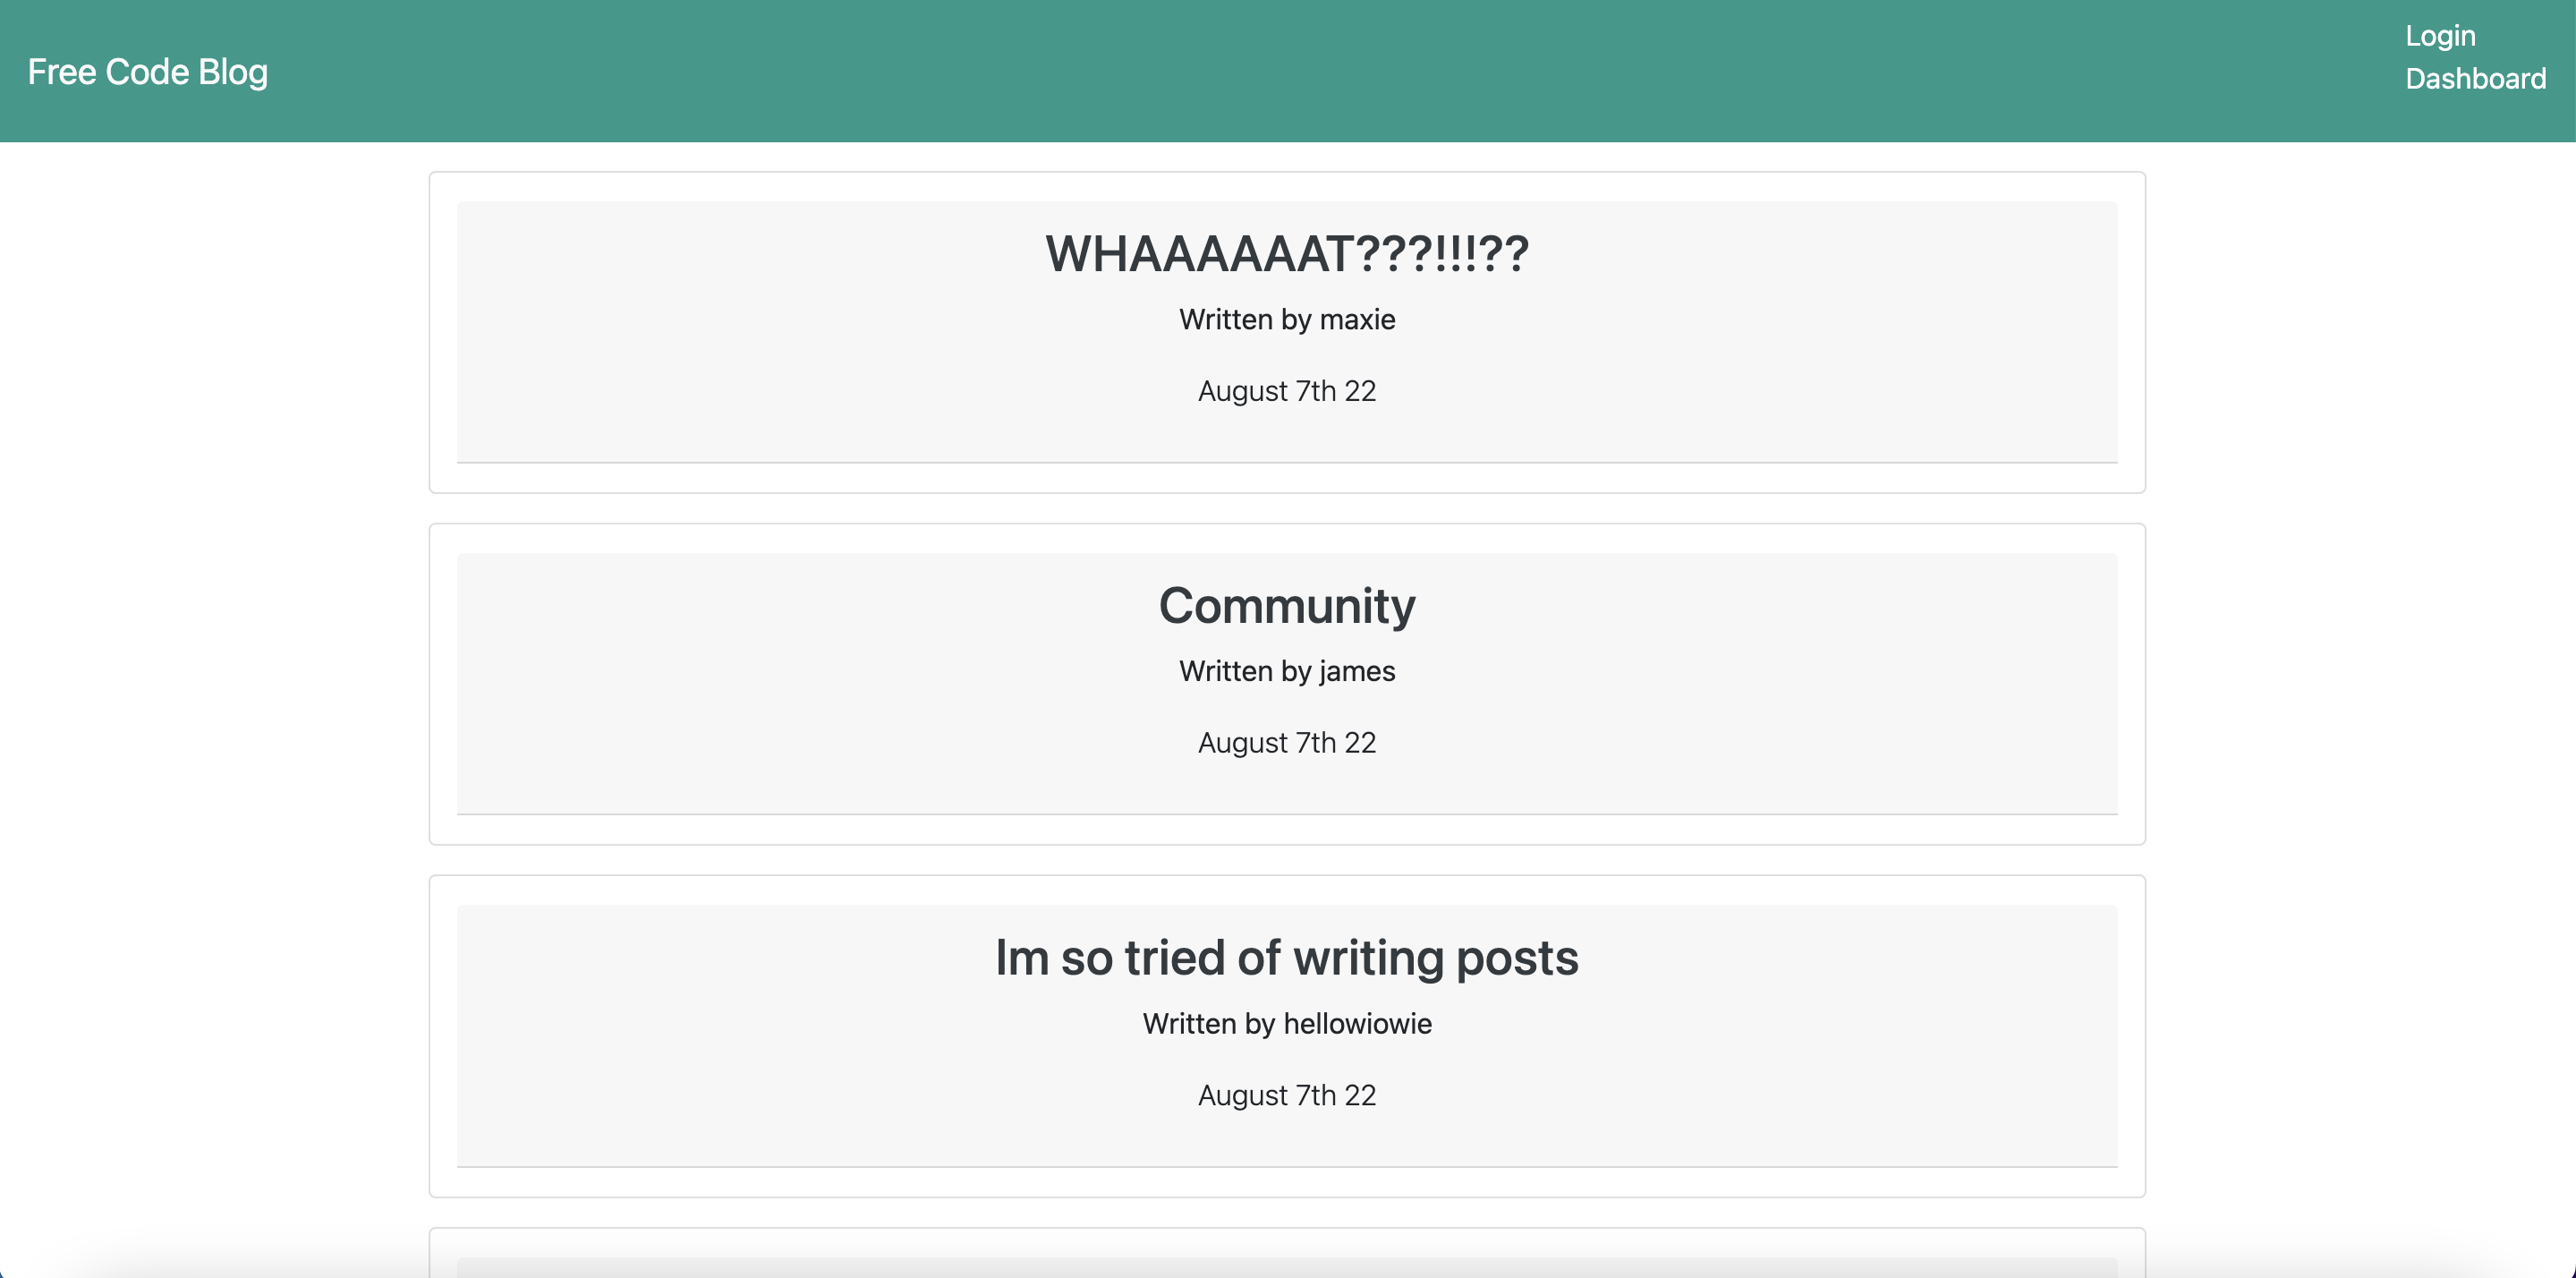 Free Code Blog
Login
Dashboard
WHAAAAAAT???!!!??
Written by maxie
August 7th 22
Community
Written by james
August 7th 22
Im so tried of writing posts
Written by hellowiowie
August 7th 22